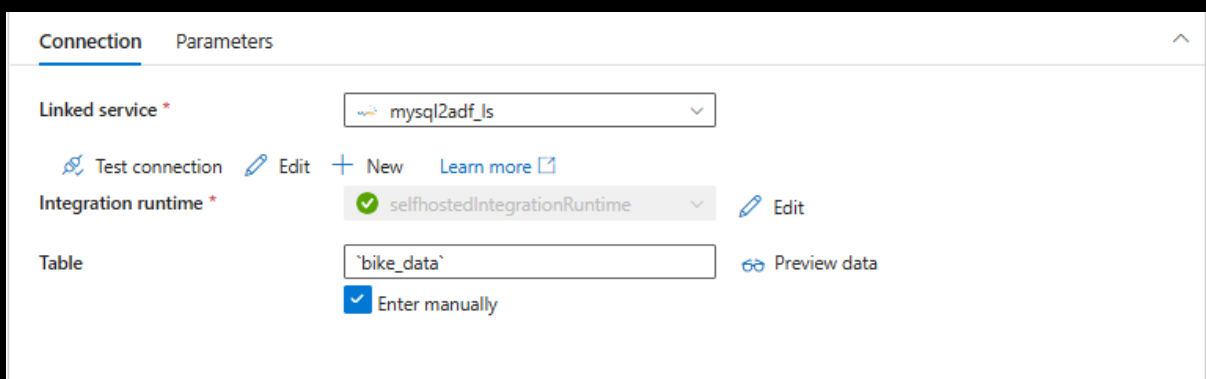 Connection Parameters
Linked service *
mysql2adf_ls
Test connection Edit New Learn more
Integration runtime *
selfhostedIntegrationRuntime
Edit
Table
`bike_data`
Preview data
Enter manually